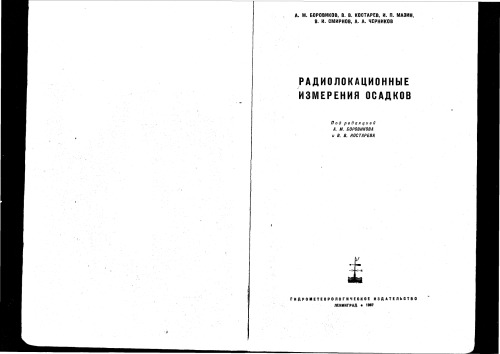 А. М. БОРОВИКОВ, В. В. КОСТАРЕВ, И. П. МАЗИН,
В. И. СМИРНОВ, А. А. ЧЕРНИКОВ
РАДИОЛОКАЦИОННЫЕ
ИЗМЕРЕНИЯ ОСАДКОВ
Под редакцией
А. М. БОРОВИКОВА
и В. В. КОСТАРЕВА
ГИДРОМЕТЕОРОЛОГИЧЕСКОЕ ИЗДАТЕЛЬСТВО
ЛЕНИНГРАД • 1967